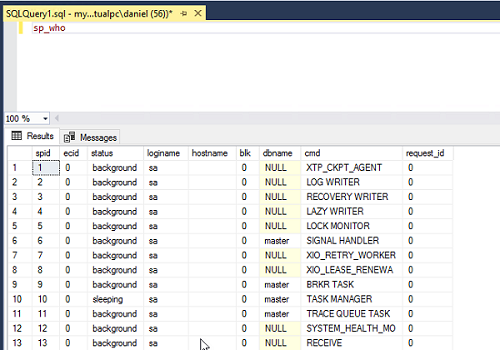 SQLQuery1.sql - my...tualpc\daniel (56))*
sp_who
100 %
Results Messages
spid ecid status loginame hostname blk dbname cmd request_id
1 1 0 background sa 0 NULL XTP_CKPT_AGENT 0
2 2 0 background sa 0 NULL LOG WRITER 0
3 3 0 background sa 0 NULL RECOVERY WRITER 0
4 4 0 background sa 0 NULL LAZY WRITER 0
5 5 0 background sa 0 NULL LOCK MONITOR 0
6 6 0 background sa 0 master SIGNAL HANDLER 0
7 7 0 background sa 0 NULL XIO_RETRY_WORKER 0
8 8 0 background sa 0 NULL XIO_LEASE_RENEWA 0
9 9 0 background sa 0 master BRKR TASK 0
10 10 0 sleeping sa 0 master TASK MANAGER 0
11 11 0 background sa 0 master TRACE QUEUE TASK 0
12 12 0 background sa 0 NULL SYSTEM_HEALTH_MO 0
13 13 0 background sa 0 NULL RECEIVE 0